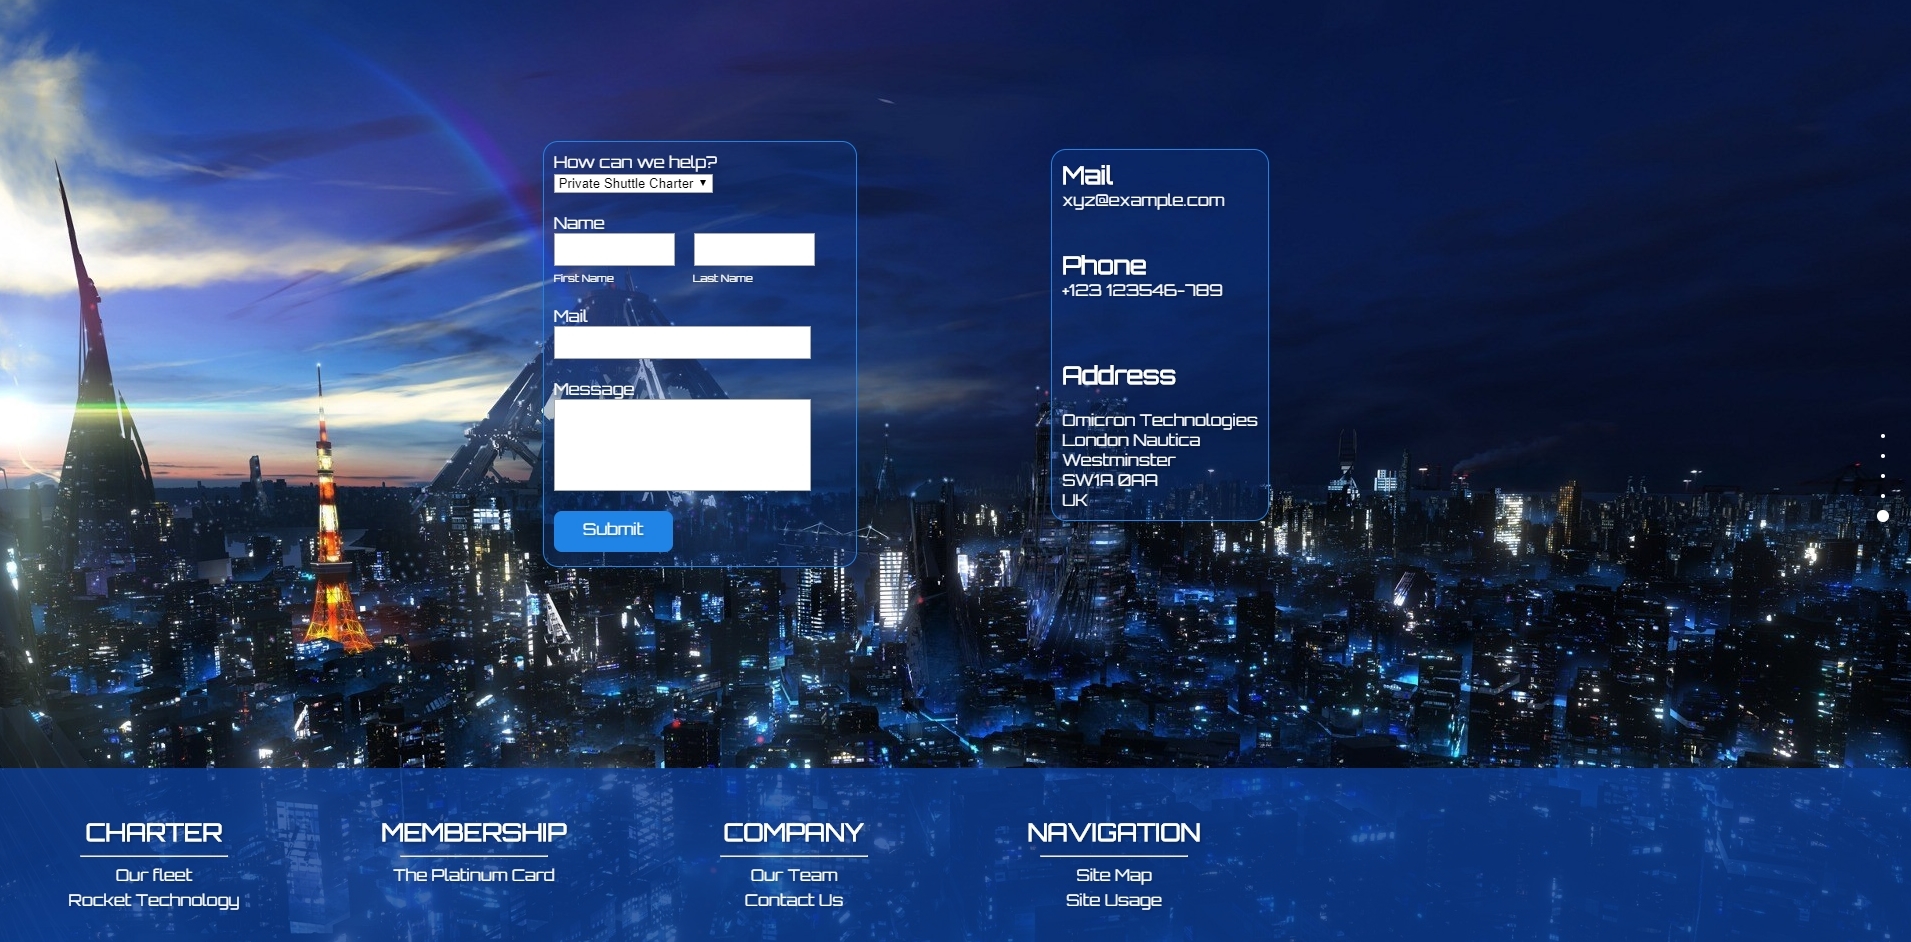 How can we help?
Private Shuttle Charter
Name
First Name Last Name
Mail
Message
Submit
Mail
xyz@example.com
Phone
+123 123546-789
Address
Omicron Technologies
London Nautica
Westminster
SW1A 0AA
UK
CHARTER
Our fleet
Rocket Technology
MEMBERSHIP
The Platinum Card
COMPANY
Our Team
Contact Us
NAVIGATION
Site Map
Site Usage